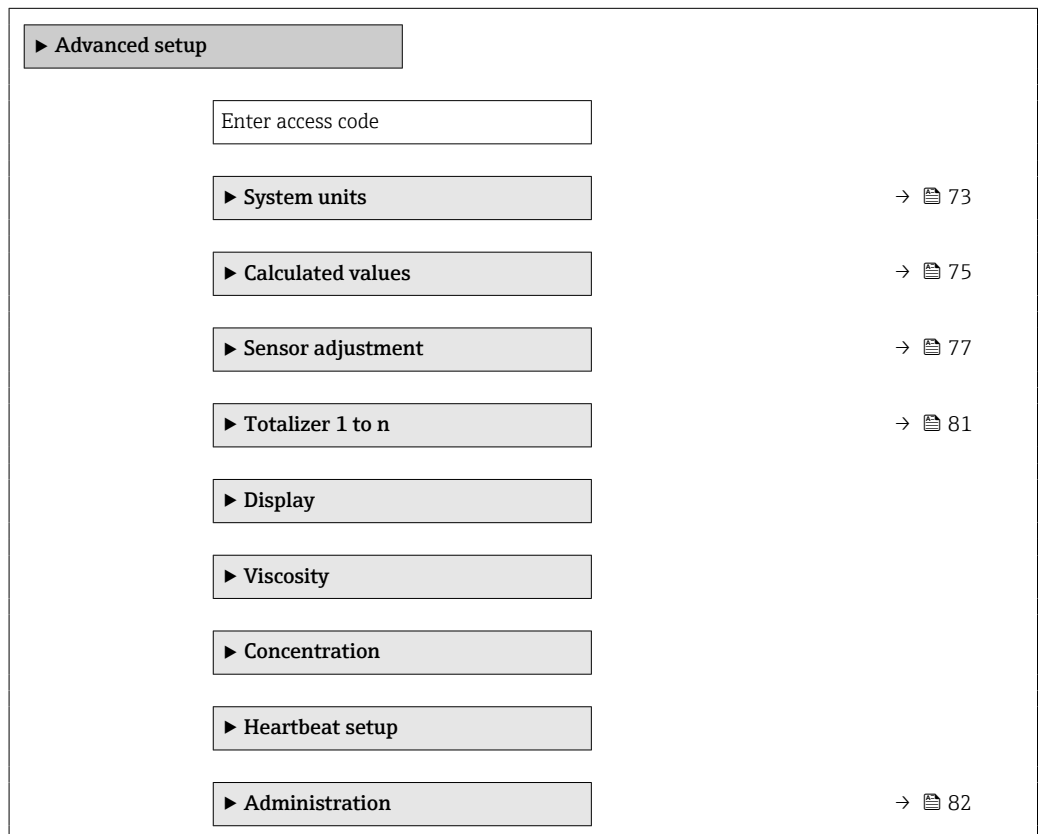 ▶ Advanced setup
Enter access code
▶ System units → 73
▶ Calculated values → 75
▶ Sensor adjustment → 77
▶ Totalizer 1 to n → 81
▶ Display
▶ Viscosity
▶ Concentration
▶ Heartbeat setup
▶ Administration → 82